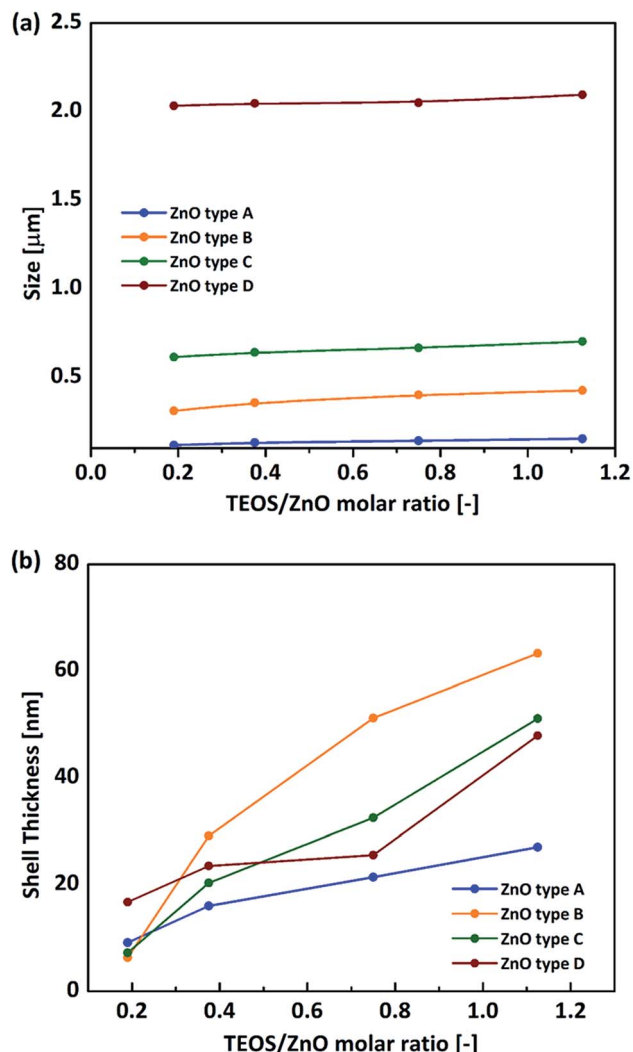 (a)
2.5
2.0
1.5
1.0
0.5
Size [μm]
ZnO type A
ZnO type B
ZnO type C
ZnO type D
0.0 0.2 0.4 0.6 0.8 1.0 1.2
TEOS/ZnO molar ratio [-]
(b)
80
60
40
20
0
Shell Thickness [nm]
ZnO type A
ZnO type B
ZnO type C
ZnO type D
0.2 0.4 0.6 0.8 1.0 1.2
TEOS/ZnO molar ratio [-]